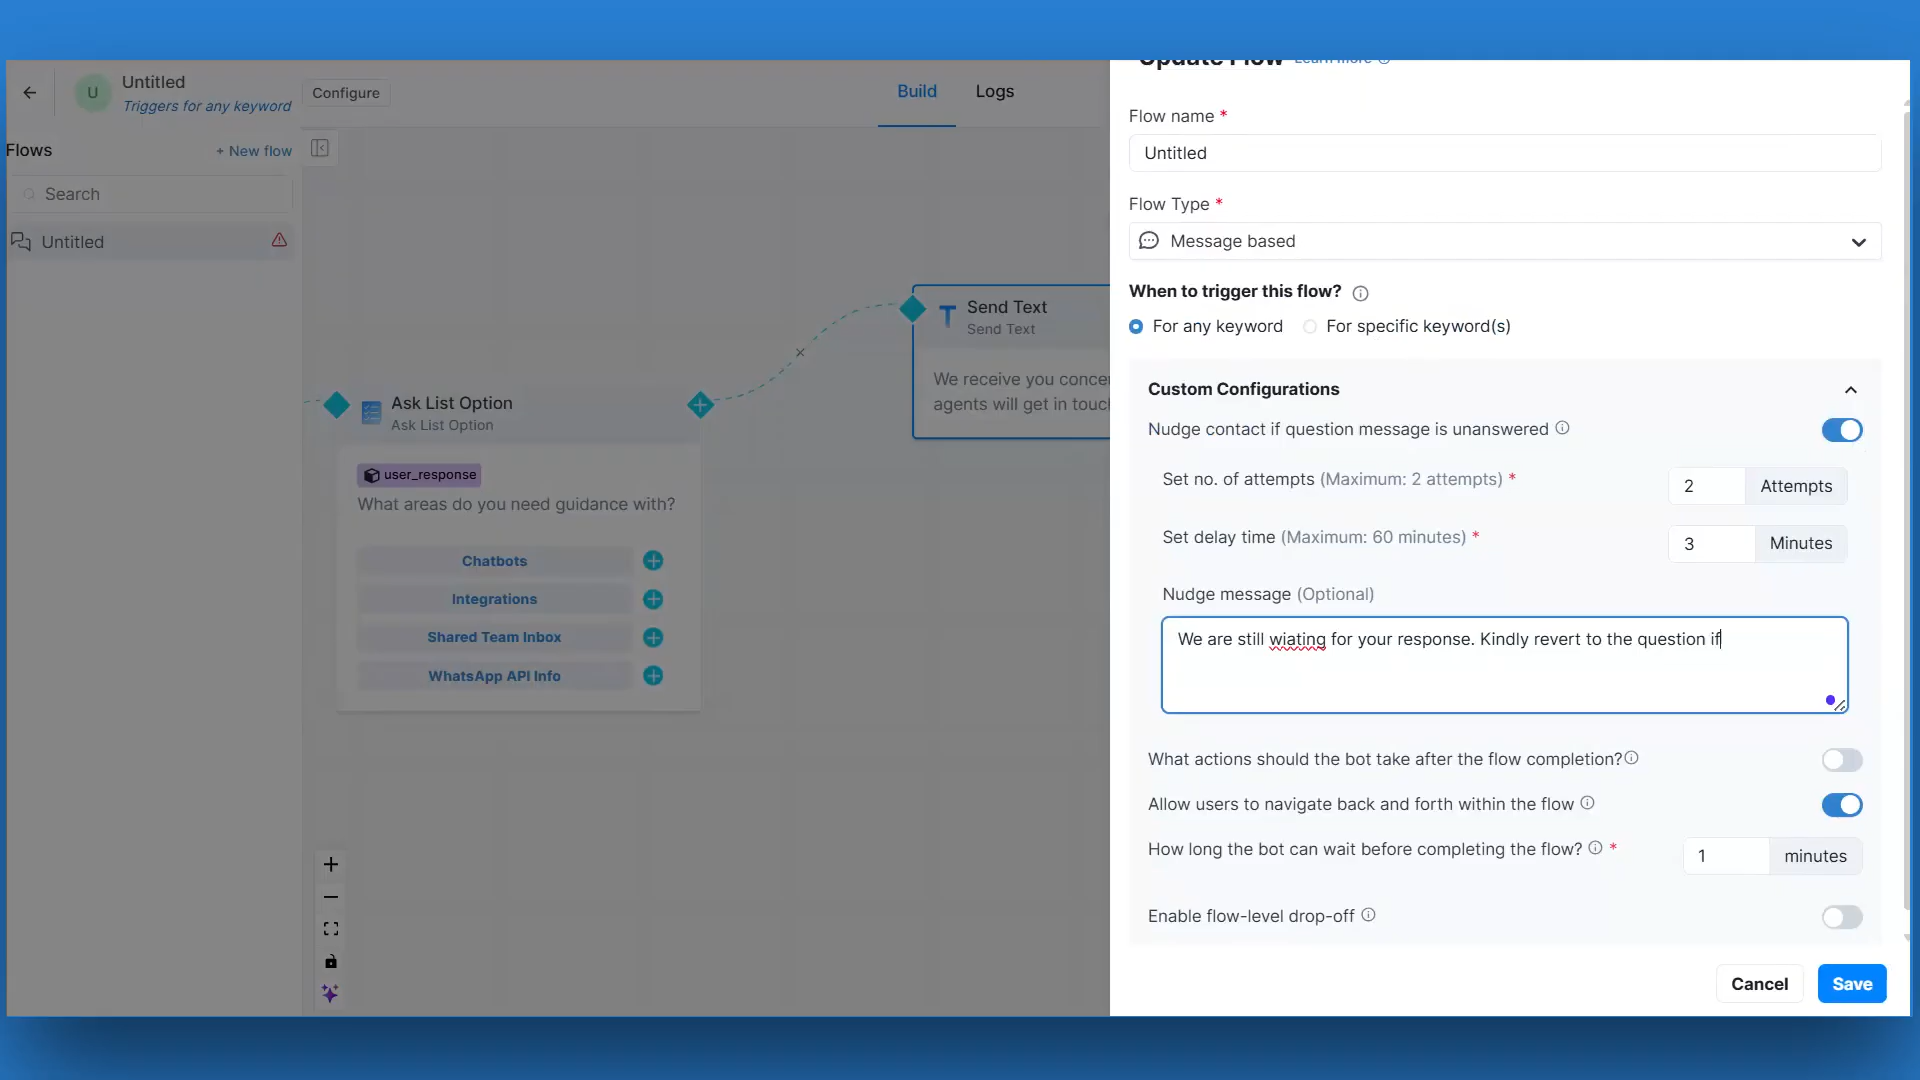 Update Flow Learn more
U
Untitled
Triggers for any keyword
Configure
Build
Logs
Flows
+ New flow
Search
Untitled
Ask List Option
Ask List Option
user_response
What areas do you need guidance with?
Chatbots
Integrations
Shared Team Inbox
WhatsApp API Info
Send Text
Send Text
We receive you conce
agents will get in touc
Flow name *
Untitled
Flow Type *
Message based
When to trigger this flow?
For any keyword
For specific keyword(s)
Custom Configurations
Nudge contact if question message is unanswered
Set no. of attempts (Maximum: 2 attempts) *
2 Attempts
Set delay time (Maximum: 60 minutes) *
3 Minutes
Nudge message (Optional)
We are still wiating for your response. Kindly revert to the question if
What actions should the bot take after the flow completion?
Allow users to navigate back and forth within the flow
How long the bot can wait before completing the flow? *
1 minutes
Enable flow-level drop-off
Cancel
Save